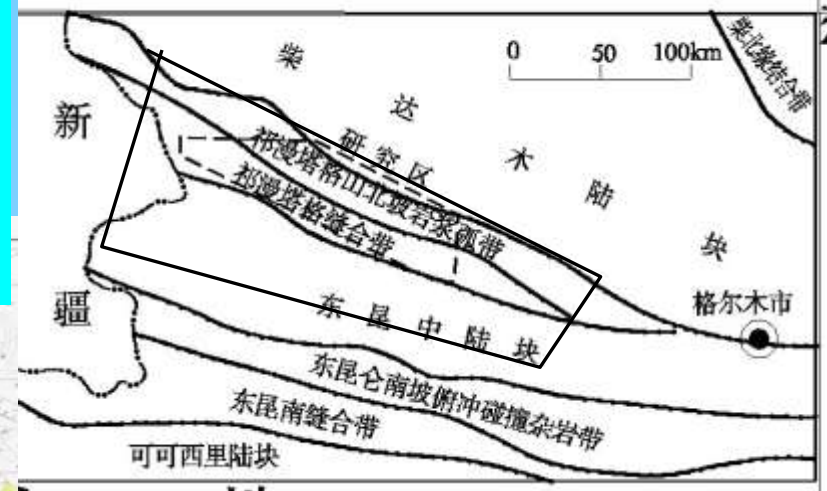 柴达木陆块
0 50 100km
柴北缘结合带
新疆
研究区
祁漫塔格山北坡岩浆弧带
祁漫塔格缝合带
格尔木市
东昆中陆块
东昆仑南坡俯冲碰撞杂岩带
东昆南缝合带
可可西里陆块